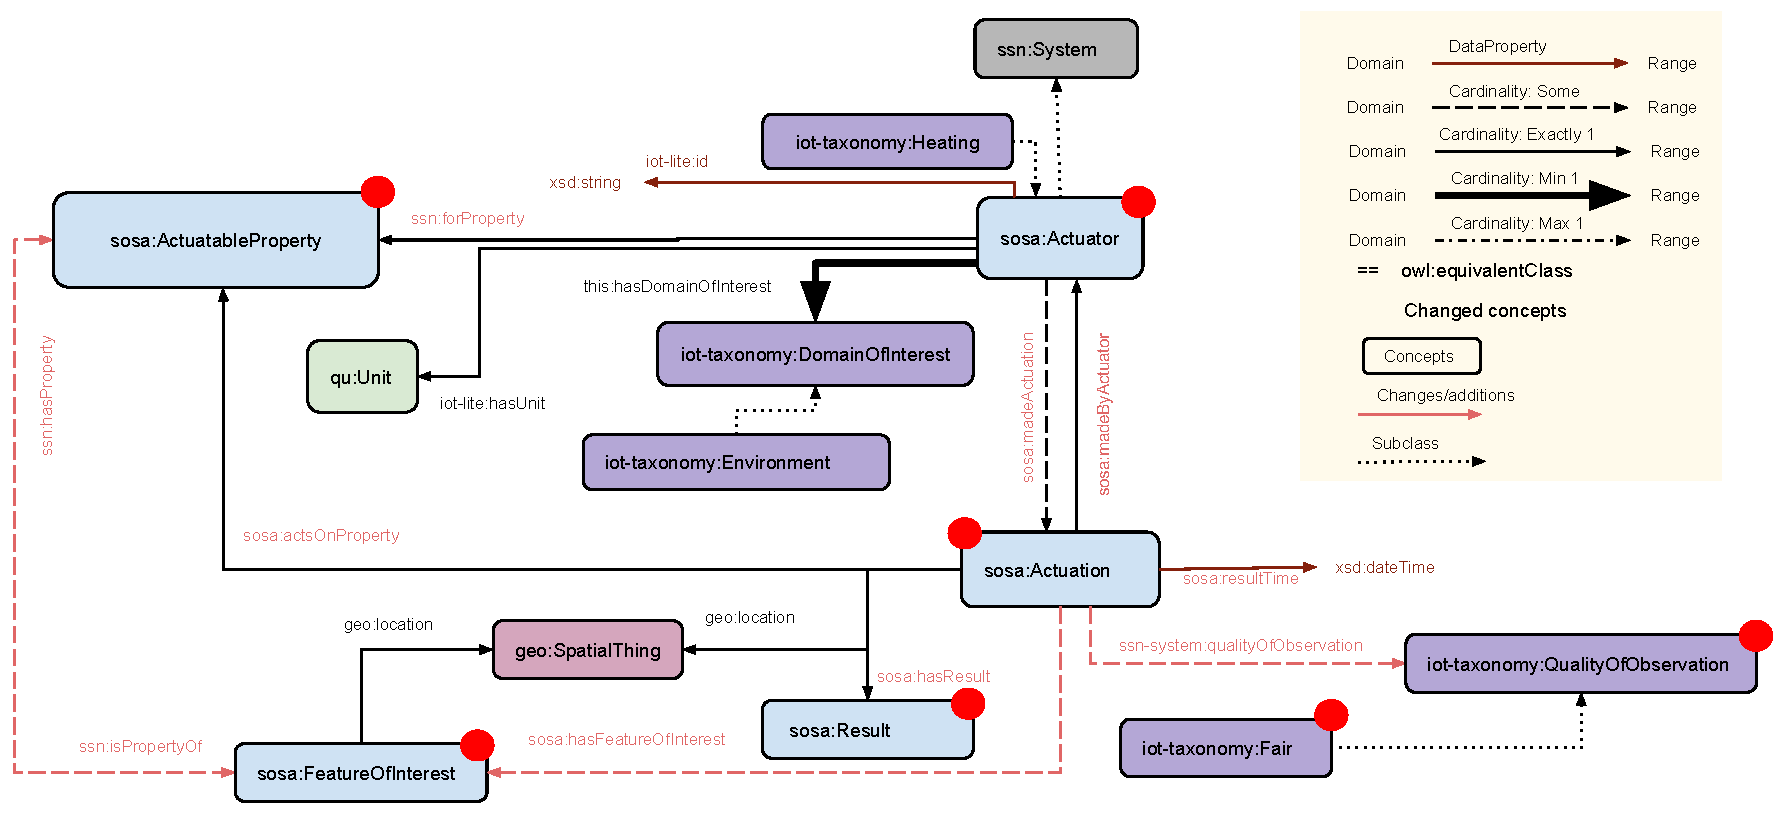 ssn:System
DataProperty
Domain
Range
Cardinality: Some
Domain
Range
Cardinality: Exactly 1
Domain
Range
Cardinality: Min 1
Domain
Range
Cardinality: Max 1
Domain
Range
== owl:equivalentClass
Changed concepts
Concepts
Changes/additions
Subclass
iot-taxonomy:Heating
iot-lite:id
xsd:string
ssn:forProperty
sosa:ActuatableProperty
sosa:Actuator
this:hasDomainOfInterest
iot-taxonomy:DomainOfInterest
qu:Unit
iot-lite:hasUnit
ssn:hasProperty
sosa:madeActuation
sosa:madeByActuator
iot-taxonomy:Environment
sosa:actsOnProperty
sosa:Actuation
sosa:resultTime
xsd:dateTime
geo:location
geo:location
geo:SpatialThing
ssn-system:qualityOfObservation
iot-taxonomy:QualityOfObservation
sosa:hasResult
sosa:Result
iot-taxonomy:Fair
ssn:isPropertyOf
sosa:hasFeatureOfInterest
sosa:FeatureOfInterest